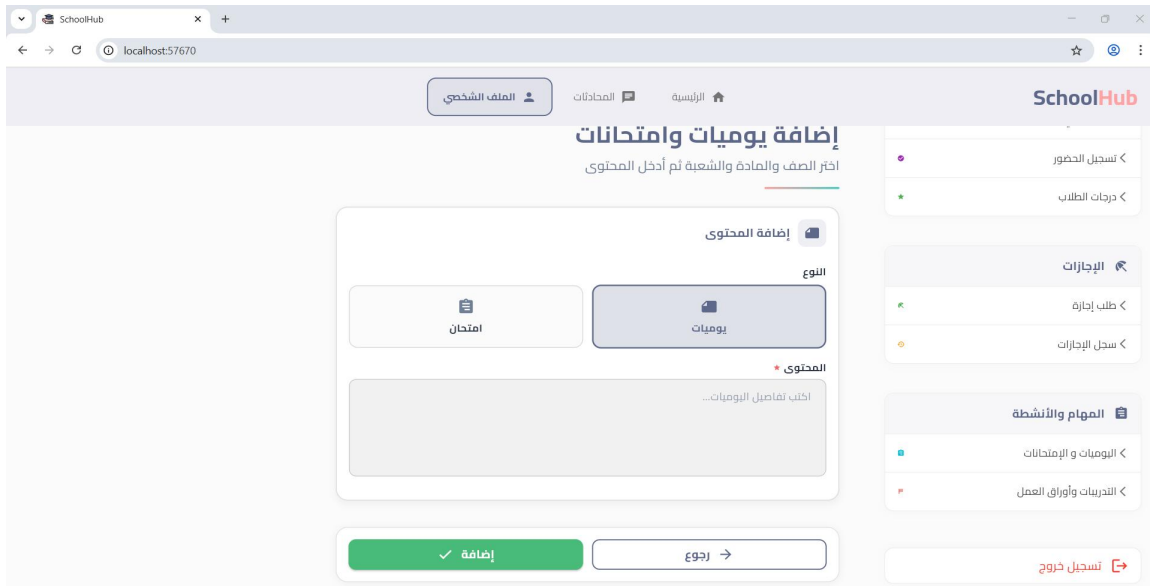 SchoolHub
localhost:57670
SchoolHub
الرئيسية
المحادثات
الملف الشخصي
إضافة يوميات وامتحانات
اختر الصف والمادة والشعبة ثم أدخل المحتوى
إضافة المحتوى
النوع
يوميات
امتحان
المحتوى *
اكتب تفاصيل اليوميات...
رجوع
إضافة
تسجيل الحضور
درجات الطلاب
الإجازات
طلب إجازة
سجل الإجازات
المهام والأنشطة
اليوميات و الإمتحانات
التدريبات وأوراق العمل
تسجيل خروج